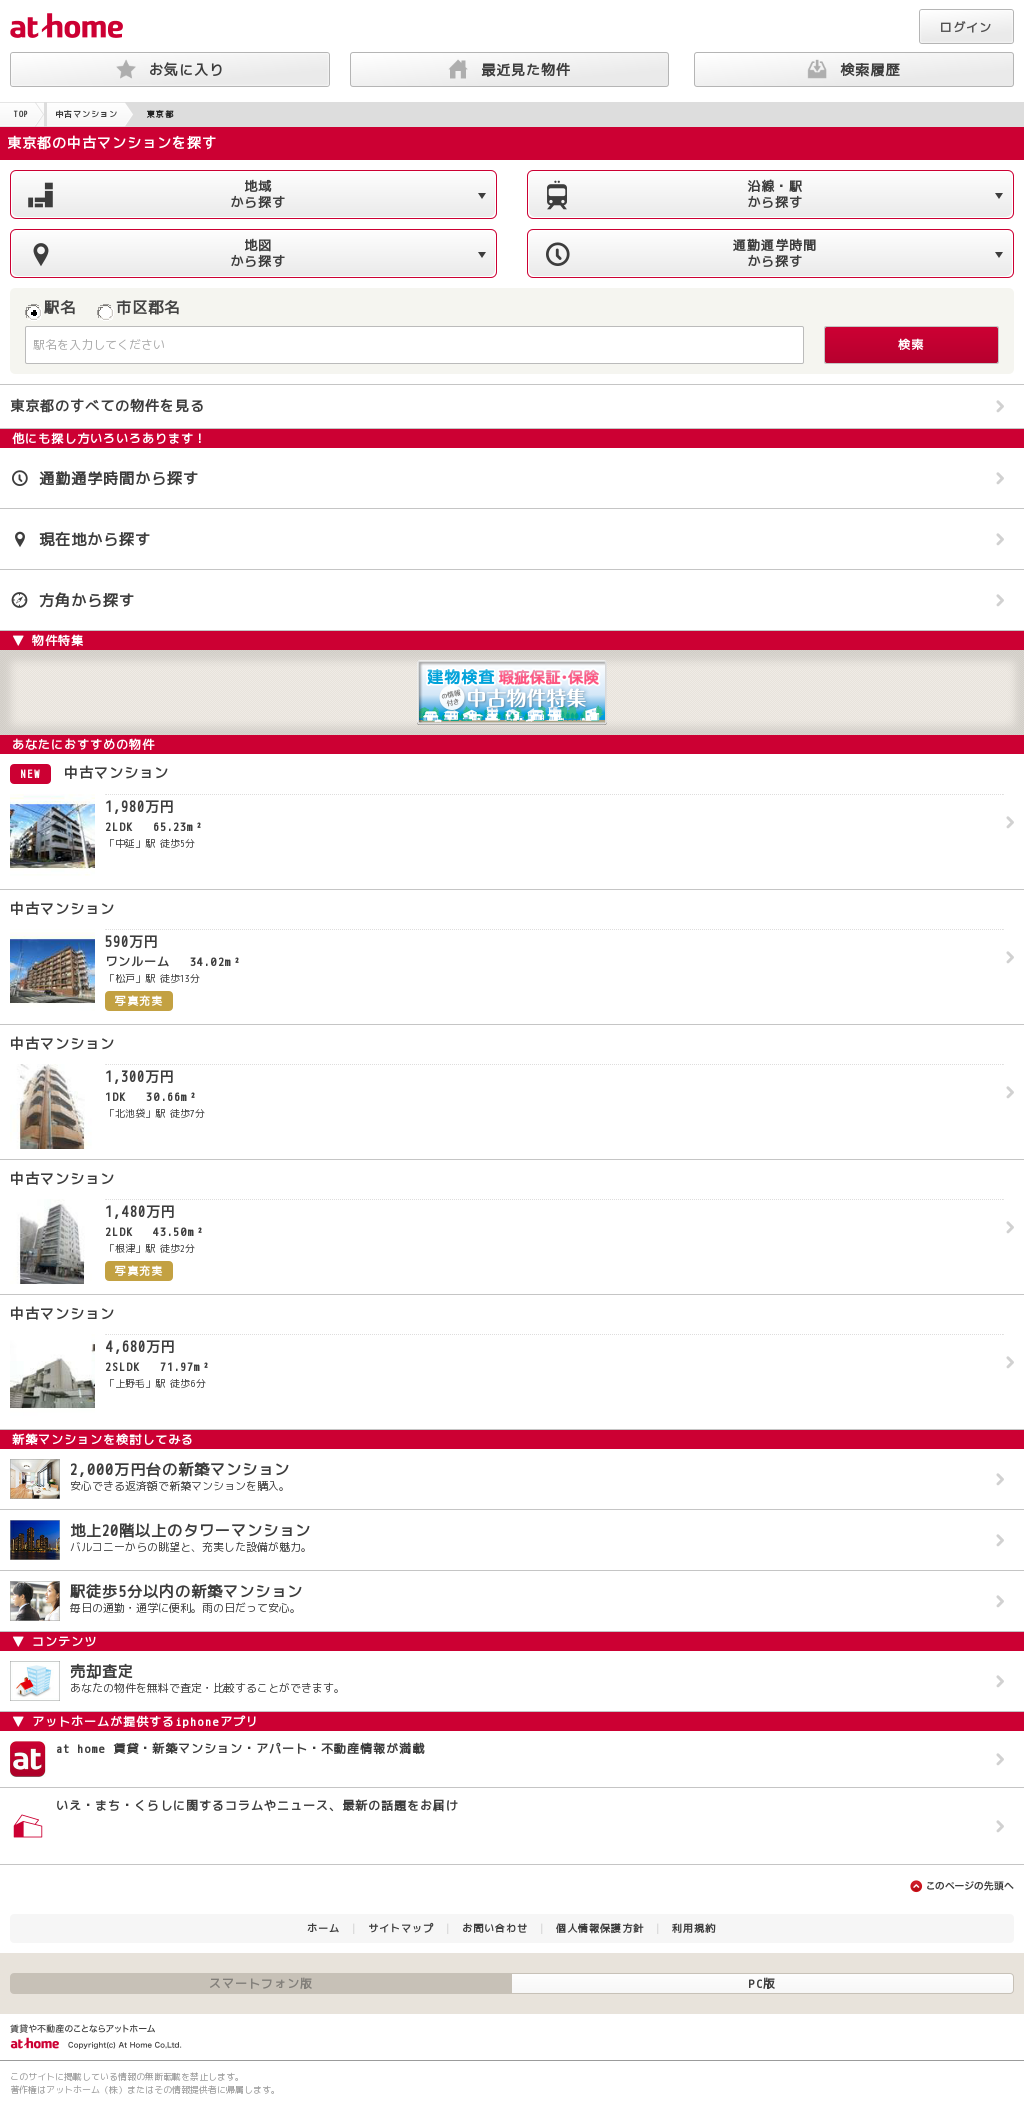 at home
ログイン
お気に入り
最近見た物件
検索履歴
TOP
中古マンション
東京都
東京都の中古マンションを探す
地域
から探す
沿線・駅
から探す
地図
から探す
通勤通学時間
から探す
駅名
市区郡名
駅名を入力してください
検索
東京都のすべての物件を見る
他にも探し方いろいろあります！
通勤通学時間から探す
現在地から探す
方角から探す
▼ 物件特集
建物検査 瑕疵保証・保険
の情報付き
中古物件特集
あなたにおすすめの物件
NEW 中古マンション
1,980万円
2LDK 65.23m²
「中延」駅 徒歩5分
中古マンション
590万円
ワンルーム 34.02m²
「松戸」駅 徒歩13分
写真充実
中古マンション
1,300万円
1DK 30.66m²
「北池袋」駅 徒歩7分
中古マンション
1,480万円
2LDK 43.50m²
「根津」駅 徒歩2分
写真充実
中古マンション
4,680万円
2SLDK 71.97m²
「上野毛」駅 徒歩6分
新築マンションを検討してみる
2,000万円台の新築マンション
安心できる返済額で新築マンションを購入。
地上20階以上のタワーマンション
バルコニーからの眺望と、充実した設備が魅力。
駅徒歩5分以内の新築マンション
毎日の通勤・通学に便利。雨の日だって安心。
▼ コンテンツ
売却査定
あなたの物件を無料で査定・比較することができます。
▼ アットホームが提供するiphoneアプリ
at
at home 賃貸・新築マンション・アパート・不動産情報が満載
いえ・まち・くらしに関するコラムやニュース、最新の話題をお届け
このページの先頭へ
ホーム | サイトマップ | お問い合わせ | 個人情報保護方針 | 利用規約
スマートフォン版
PC版
賃貸や不動産のことならアットホーム
at home Copyright(c) At Home Co,Ltd.
このサイトに掲載している情報の無断転載を禁止します。
著作権はアットホーム（株）またはその情報提供者に帰属します。